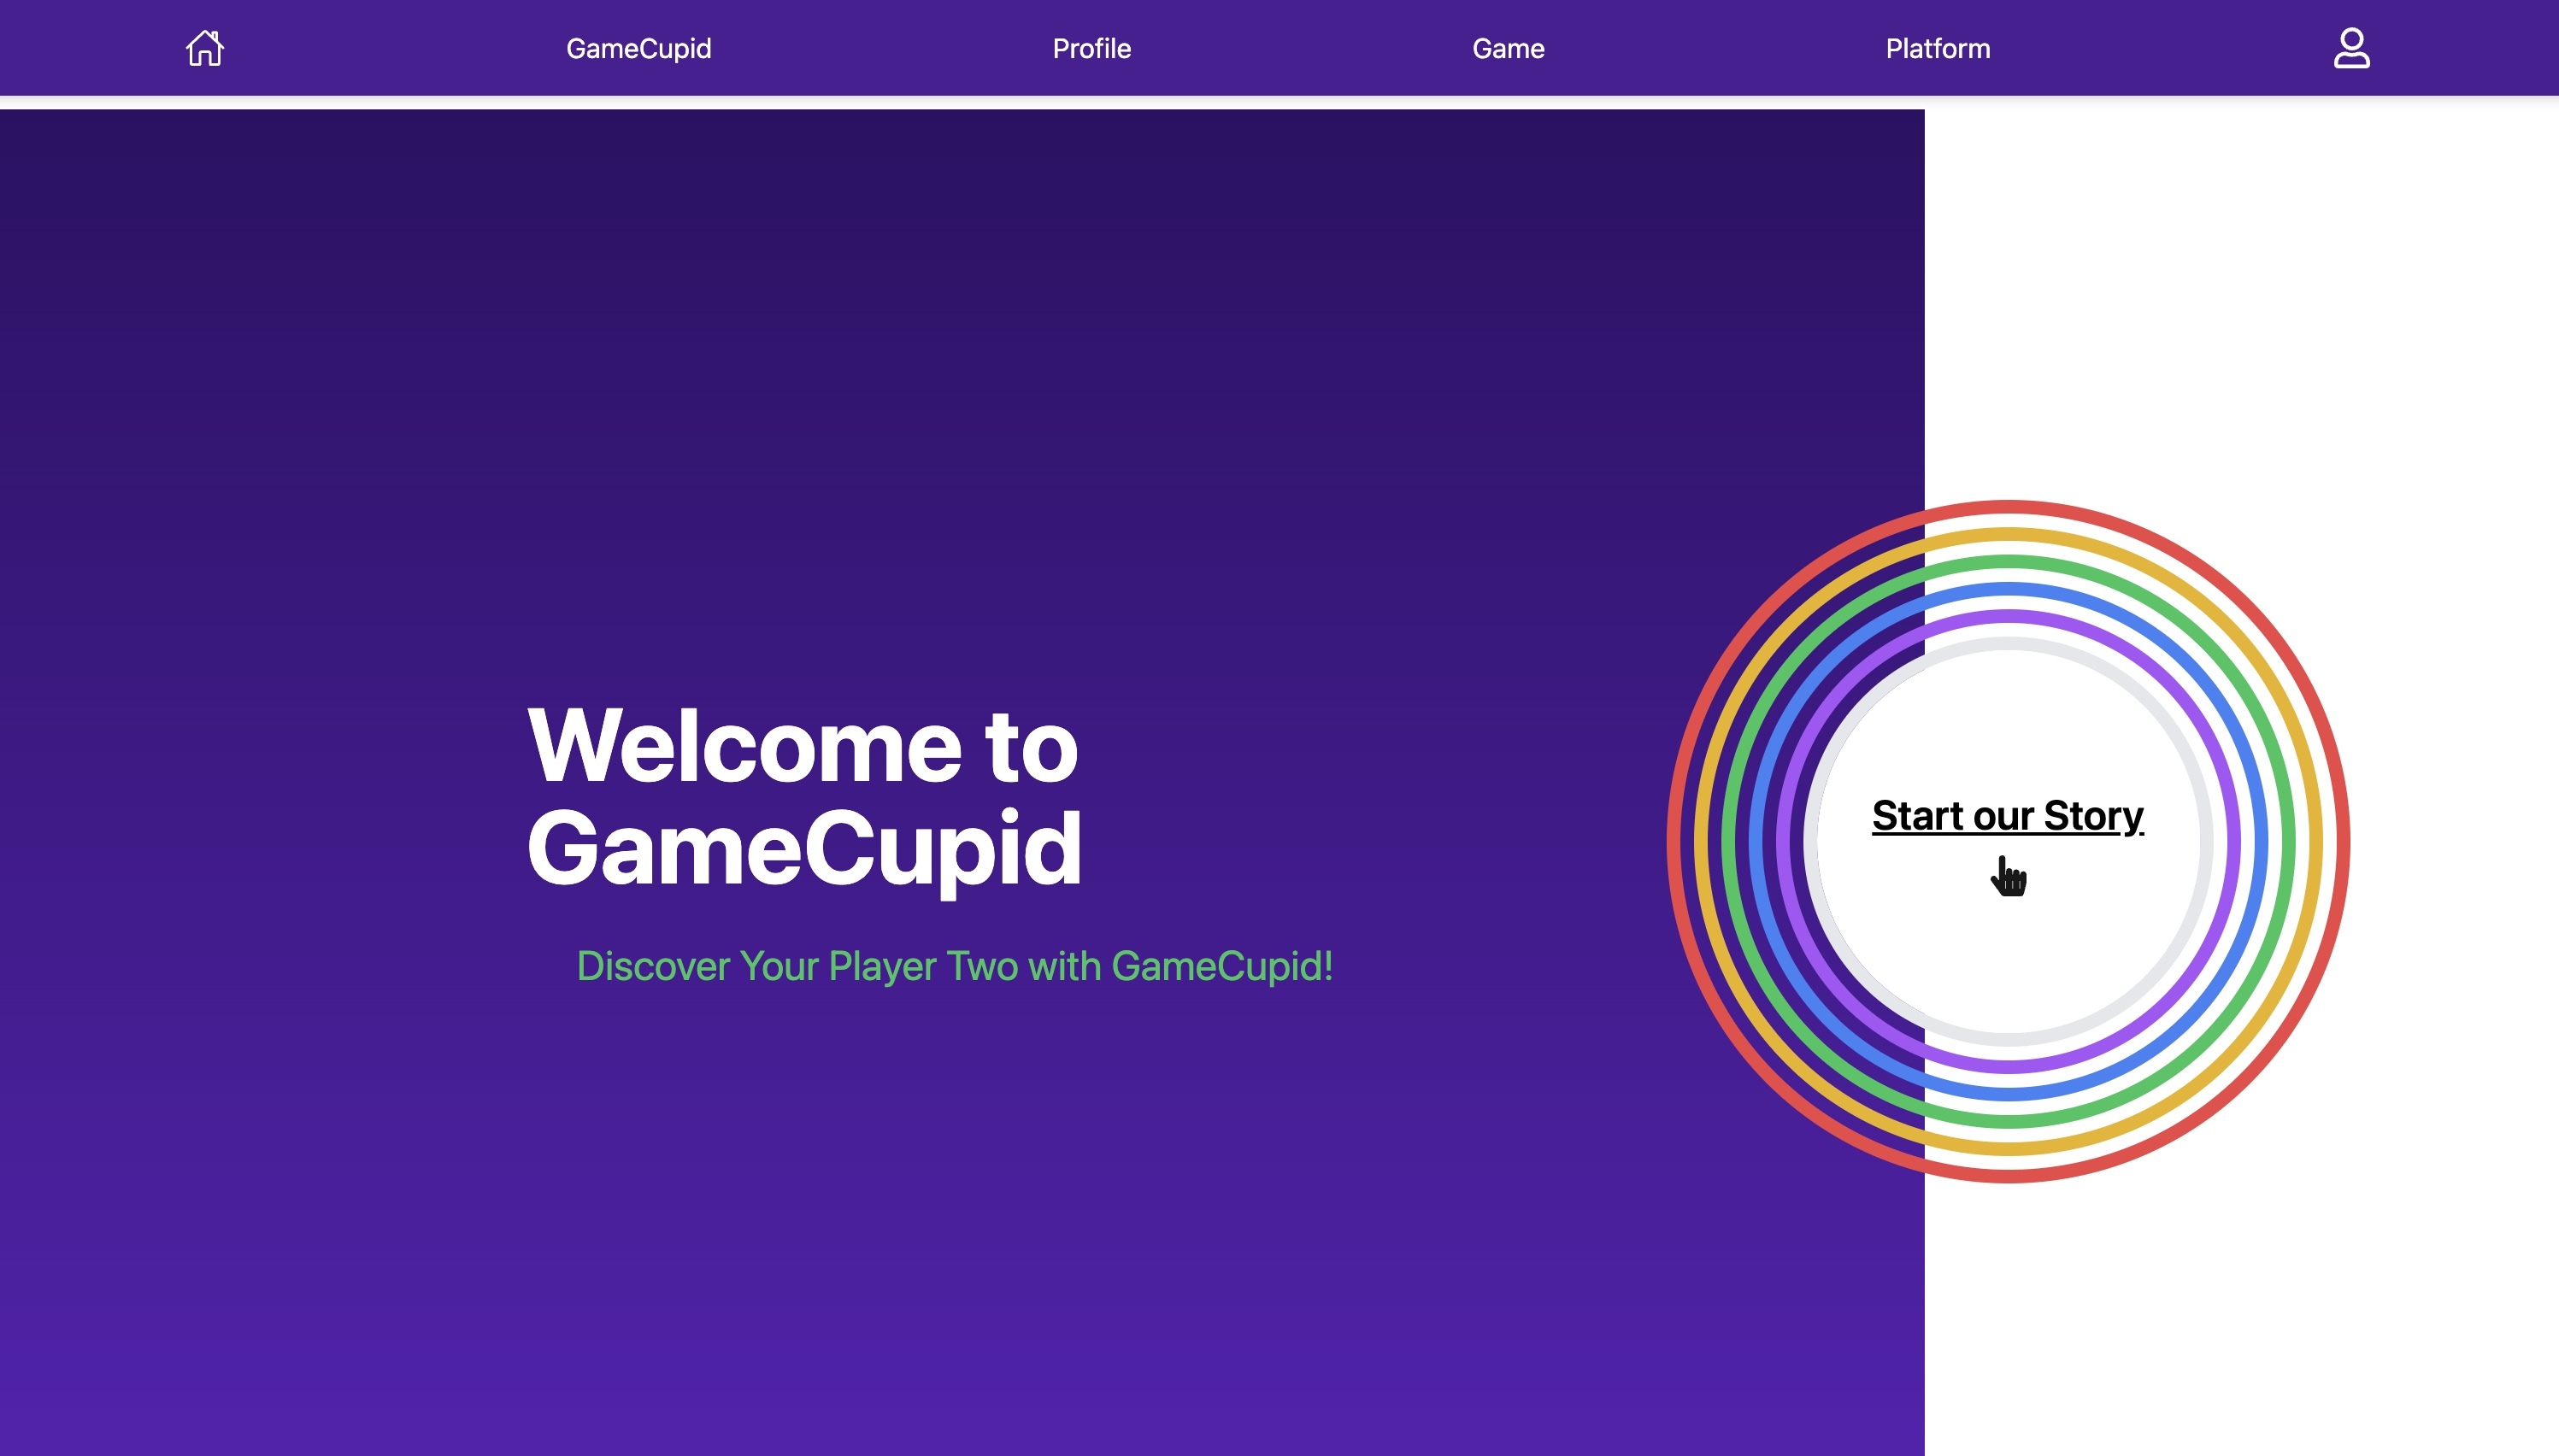 GameCupid
Profile
Game
Platform
Welcome to
GameCupid
Discover Your Player Two with GameCupid!
Start our Story